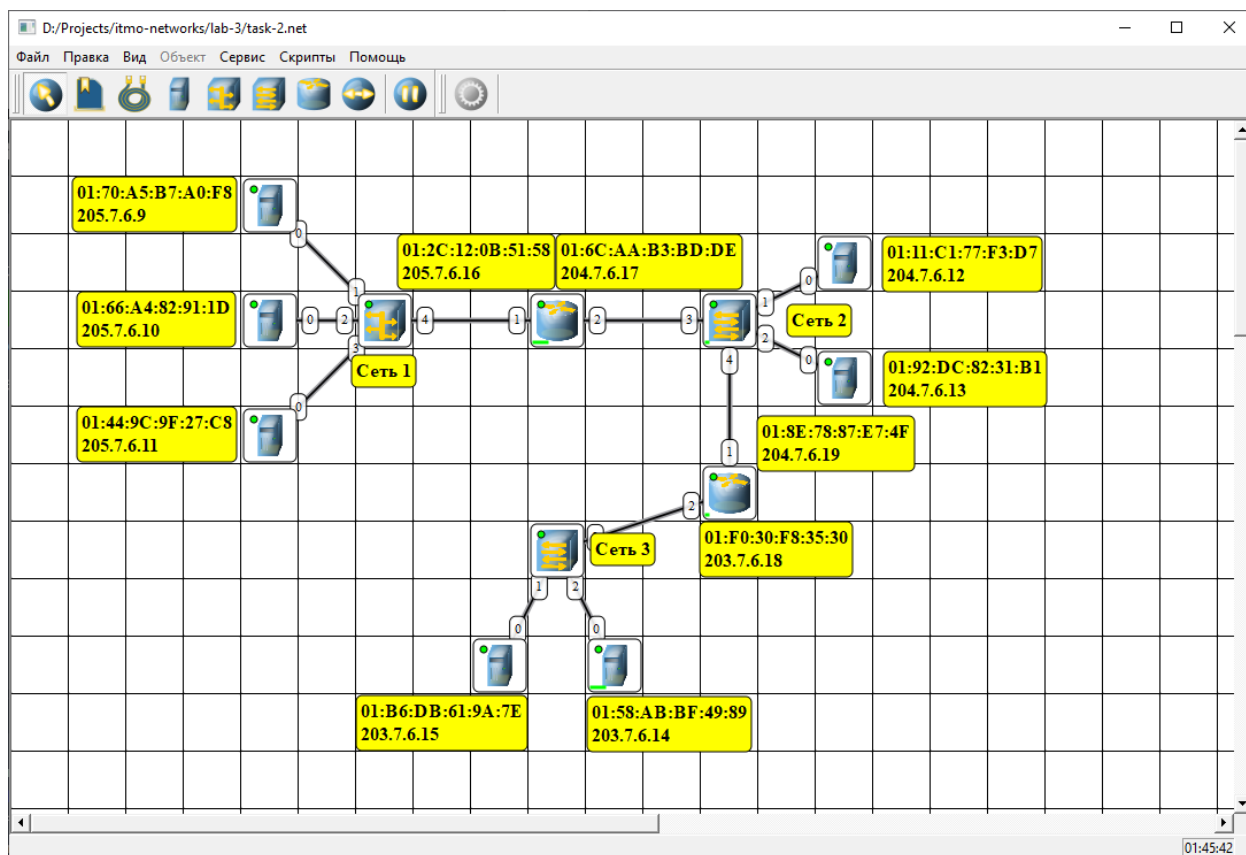 D:/Projects/itmo-networks/lab-3/task-2.net
Файл Правка Вид Объект Сервис Скрипты Помощь
01:70:A5:B7:A0:F8
205.7.6.9
0
1
01:66:A4:82:91:1D
205.7.6.10
0
2
4
3
Сеть 1
01:44:9C:9F:27:C8
205.7.6.11
0
01:2C:12:0B:51:58
205.7.6.16
01:6C:AA:B3:BD:DE
204.7.6.17
1
2
3
1
0
01:11:C1:77:F3:D7
204.7.6.12
Сеть 2
2
0
01:92:DC:82:31:B1
204.7.6.13
4
1
01:8E:78:87:E7:4F
204.7.6.19
2
01:F0:30:F8:35:30
203.7.6.18
Сеть 3
1
2
0
0
01:B6:DB:61:9A:7E
203.7.6.15
01:58:AB:BF:49:89
203.7.6.14
01:45:42